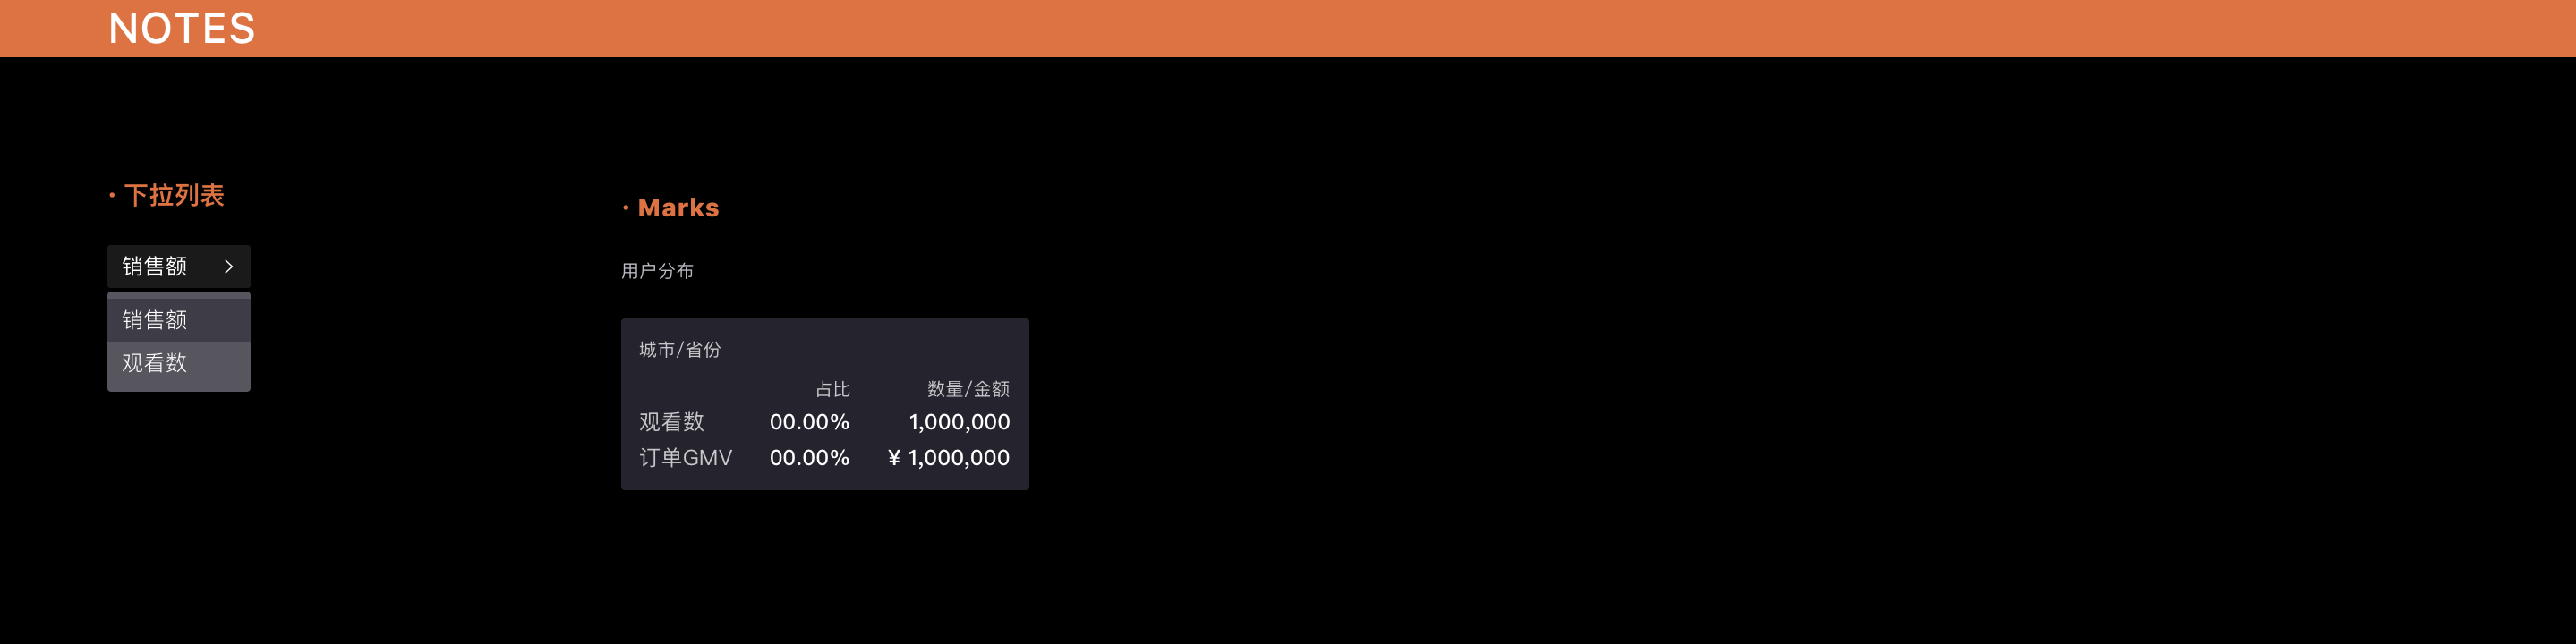 NOTES
· 下拉列表
销售额
销售额
观看数
· Marks
用户分布
城市/省份
占比 数量/金额
观看数 00.00% 1,000,000
订单GMV 00.00% ¥ 1,000,000